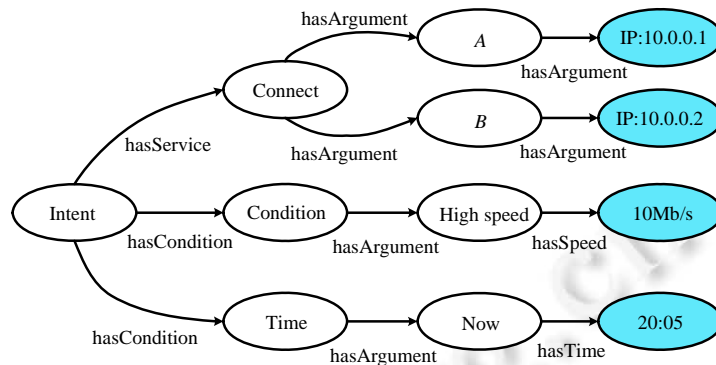 hasArgument
A
IP:10.0.0.1
hasArgument
Connect
B
IP:10.0.0.2
hasService
hasArgument
hasArgument
Intent
Condition
High speed
10Mb/s
hasCondition
hasArgument
hasSpeed
Time
Now
20:05
hasCondition
hasArgument
hasTime